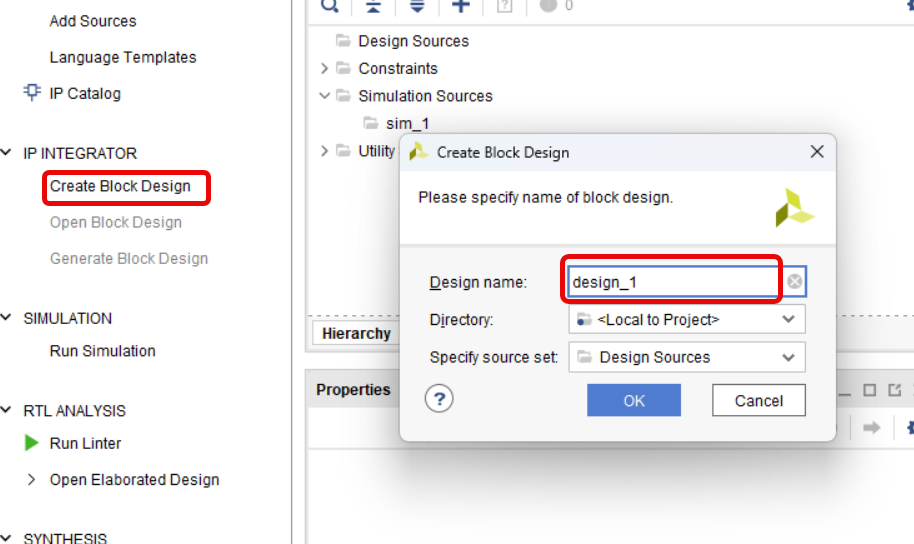 Add Sources
Language Templates
IP Catalog
IP INTEGRATOR
Create Block Design
Open Block Design
Generate Block Design
SIMULATION
Run Simulation
RTL ANALYSIS
Run Linter
Open Elaborated Design
SYNTHESIS
0
Design Sources
Constraints
Simulation Sources
sim_1
Utility
Hierarchy
Properties
Create Block Design
Please specify name of block design.
Design name: design_1
Directory: <Local to Project>
Specify source set: Design Sources
? OK Cancel